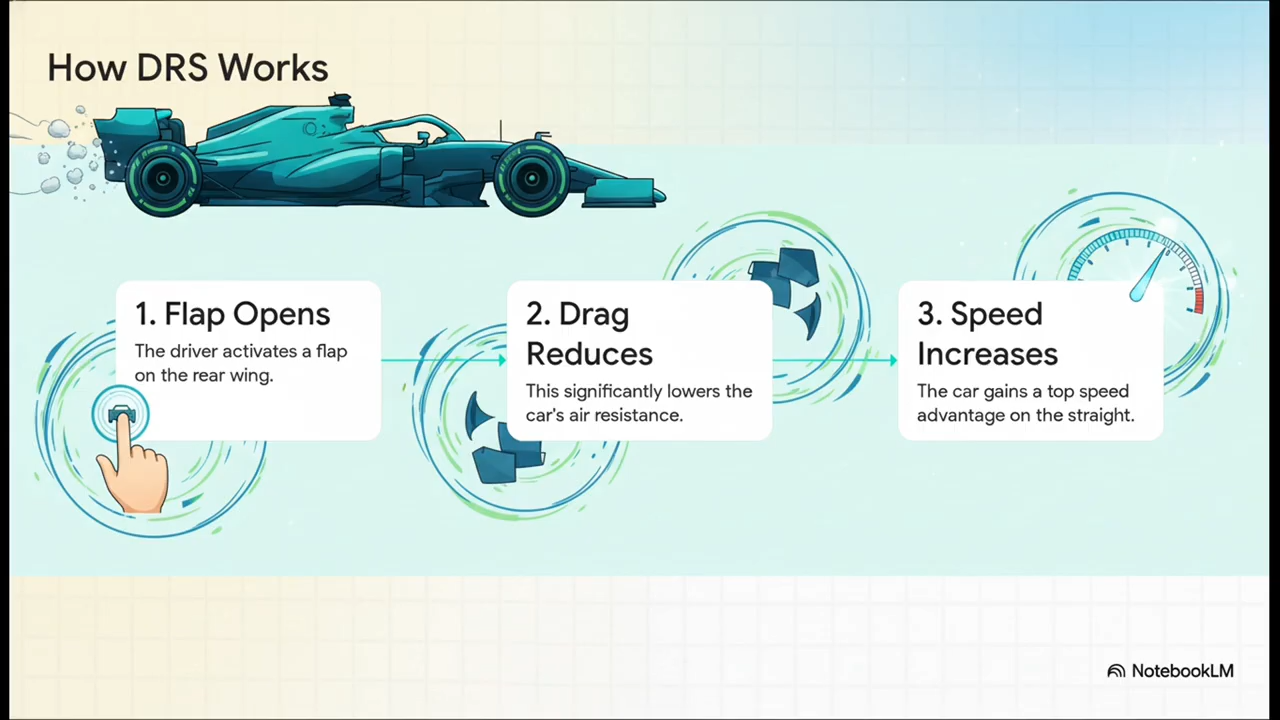 How DRS Works
1. Flap Opens
The driver activates a flap
on the rear wing.
2. Drag
Reduces
This significantly lowers the
car's air resistance.
3. Speed
Increases
The car gains a top speed
advantage on the straight.
NotebookLM